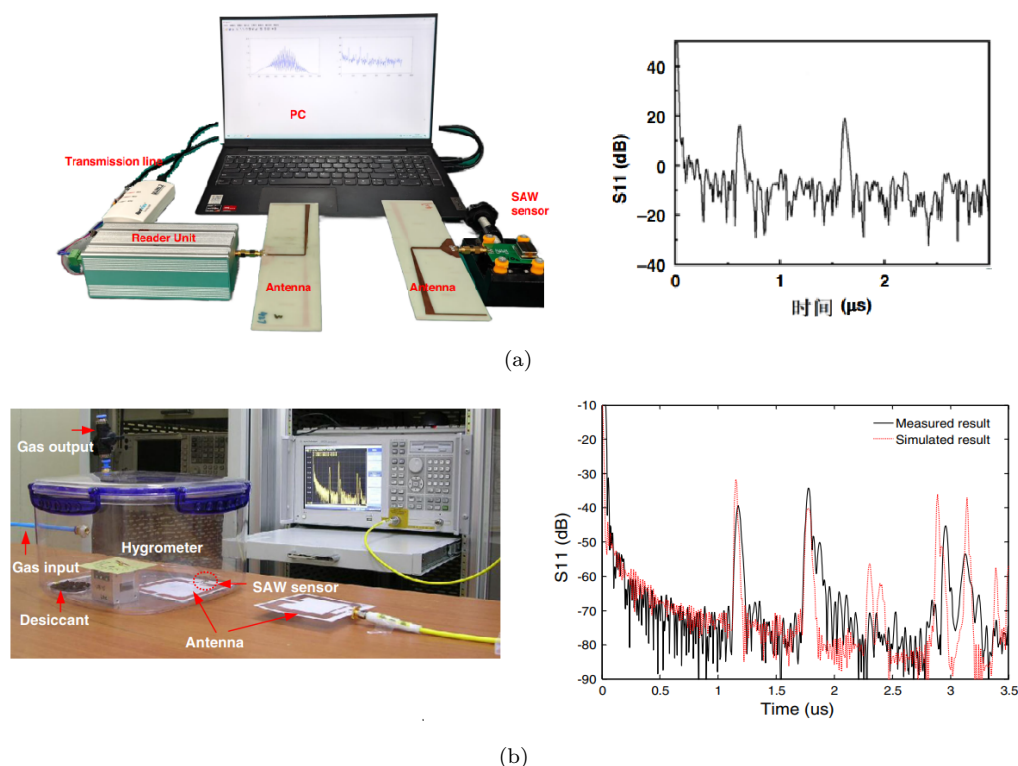 PC
Transmission line
SAW
sensor
Reader Unit
Antenna
Antenna
S11 (dB)
40
20
0
−20
−40
0
1
2
时间 (μs)
(a)
Gas output
Hygrometer
Gas input
SAW sensor
Desiccant
Antenna
S11 (dB)
-10
-20
-30
-40
-50
-60
-70
-80
-90
Measured result
Simulated result
0
0.5
1
1.5
2
2.5
3
3.5
Time (us)
(b)